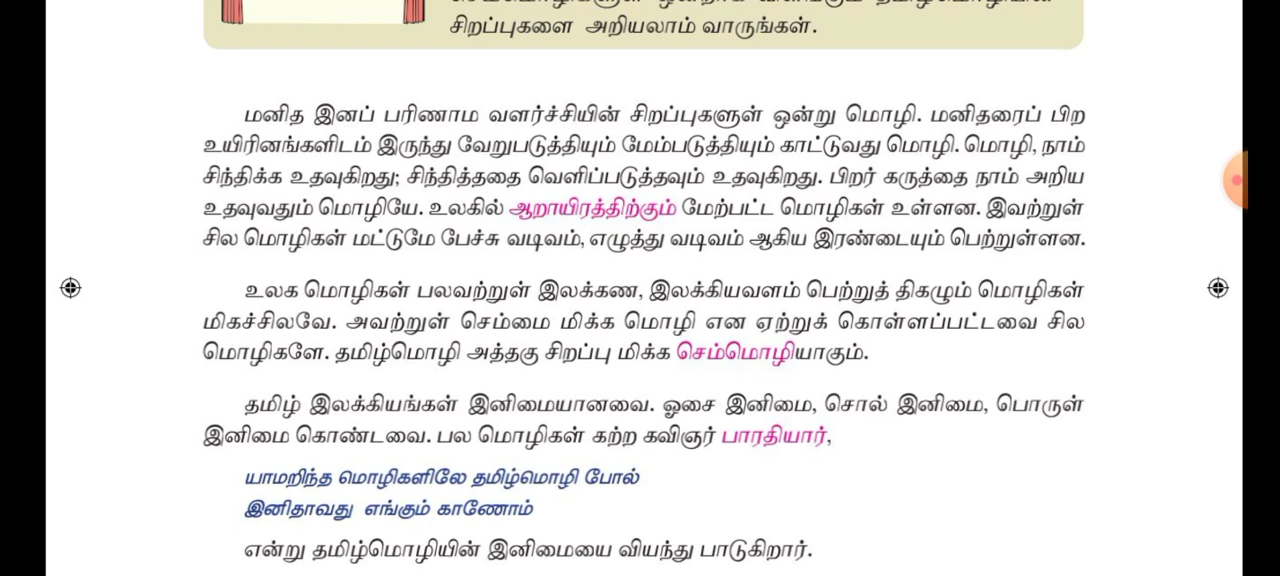 சிறப்புகளை அறியலாம் வாருங்கள்.
மனித இனப் பரிணாம வளர்ச்சியின் சிறப்புகளுள் ஒன்று மொழி. மனிதரைப் பிற
உயிரினங்களிடம் இருந்து வேறுபடுத்தியும் மேம்படுத்தியும் காட்டுவது மொழி. மொழி, நாம்
சிந்திக்க உதவுகிறது; சிந்தித்ததை வெளிப்படுத்தவும் உதவுகிறது. பிறர் கருத்தை நாம் அறிய
உதவுவதும் மொழியே. உலகில் ஆறாயிரத்திற்கும் மேற்பட்ட மொழிகள் உள்ளன. இவற்றுள்
சில மொழிகள் மட்டுமே பேச்சு வடிவம், எழுத்து வடிவம் ஆகிய இரண்டையும் பெற்றுள்ளன.
உலக மொழிகள் பலவற்றுள் இலக்கண, இலக்கியவளம் பெற்றுத் திகழும் மொழிகள்
மிகச்சிலவே. அவற்றுள் செம்மை மிக்க மொழி என ஏற்றுக் கொள்ளப்பட்டவை சில
மொழிகளே. தமிழ்மொழி அத்தகு சிறப்பு மிக்க செம்மொழியாகும்.
தமிழ் இலக்கியங்கள் இனிமையானவை. ஓசை இனிமை, சொல் இனிமை, பொருள்
இனிமை கொண்டவை. பல மொழிகள் கற்ற கவிஞர் பாரதியார்,
யாமறிந்த மொழிகளிலே தமிழ்மொழி போல்
இனிதாவது எங்கும் காணோம்
என்று தமிழ்மொழியின் இனிமையை வியந்து பாடுகிறார்.